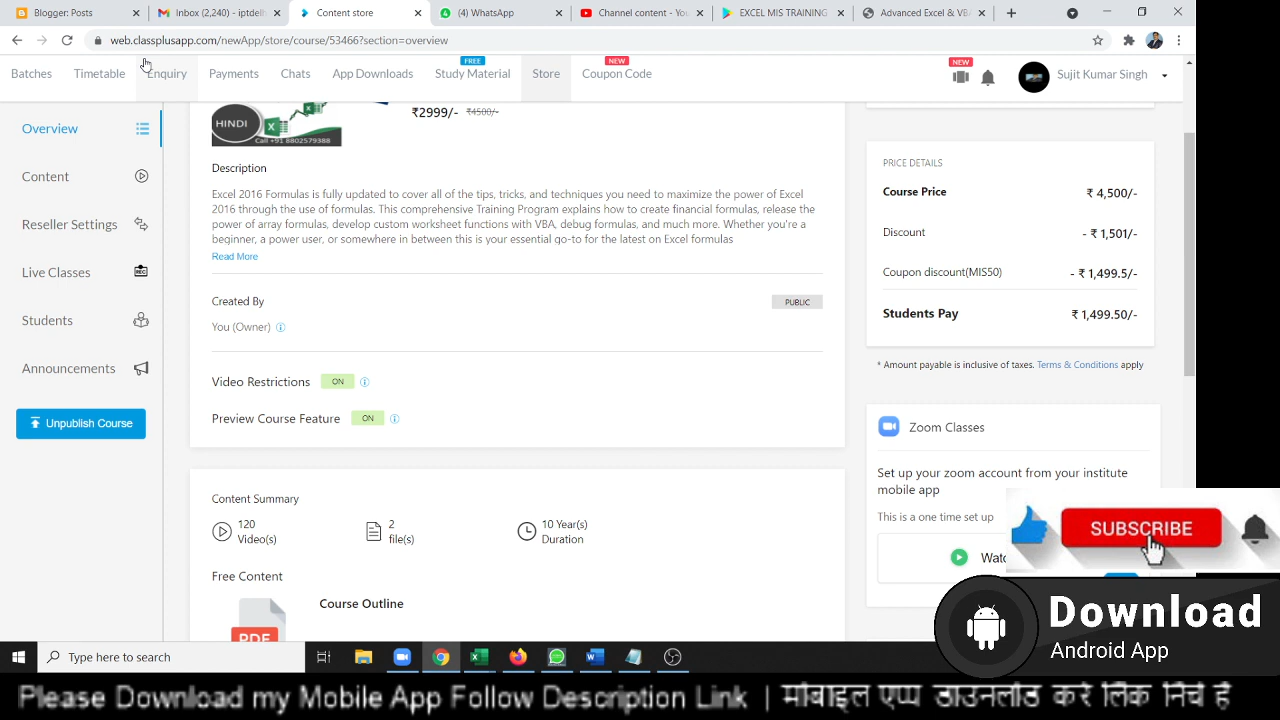 Blogger: Posts
Inbox (2,240) - iptdelh
Content store
(4) WhatsApp
Channel content - You
EXCEL MIS TRAINING
Advanced Excel & VBA
web.classplusapp.com/newApp/store/course/53466?section=overview
Batches
Timetable
Enquiry
Payments
Chats
App Downloads
FREE
Study Material
Store
NEW
Coupon Code
NEW
Sujit Kumar Singh
Overview
Content
Reseller Settings
Live Classes
REC
Students
Announcements
Unpublish Course
HINDI
Call +91 8802579388
₹2999/- ₹4500/-
Description
Excel 2016 Formulas is fully updated to cover all of the tips, tricks, and techniques you need to maximize the power of Excel
2016 through the use of formulas. This comprehensive Training Program explains how to create financial formulas, release the
power of array formulas, develop custom worksheet functions with VBA, debug formulas, and much more. Whether you're a
beginner, a power user, or somewhere in between this is your essential go-to for the latest on Excel formulas
Read More
Created By
PUBLIC
You (Owner)
Video Restrictions ON
Preview Course Feature ON
Content Summary
120
Video(s)
2
file(s)
10 Year(s)
Duration
Free Content
Course Outline
PDF
PRICE DETAILS
Course Price ₹ 4,500/-
Discount - ₹ 1,501/-
Coupon discount(MIS50) - ₹ 1,499.5/-
Students Pay ₹ 1,499.50/-
* Amount payable is inclusive of taxes. Terms & Conditions apply
Zoom Classes
Set up your zoom account from your institute
mobile app
This is a one time set up
Watc
SUBSCRIBE
Download
Android App
Type here to search
Please Download my Mobile App Follow Description Link | मोबाइल एप्प डाउनलोड करे लिंक निचे है